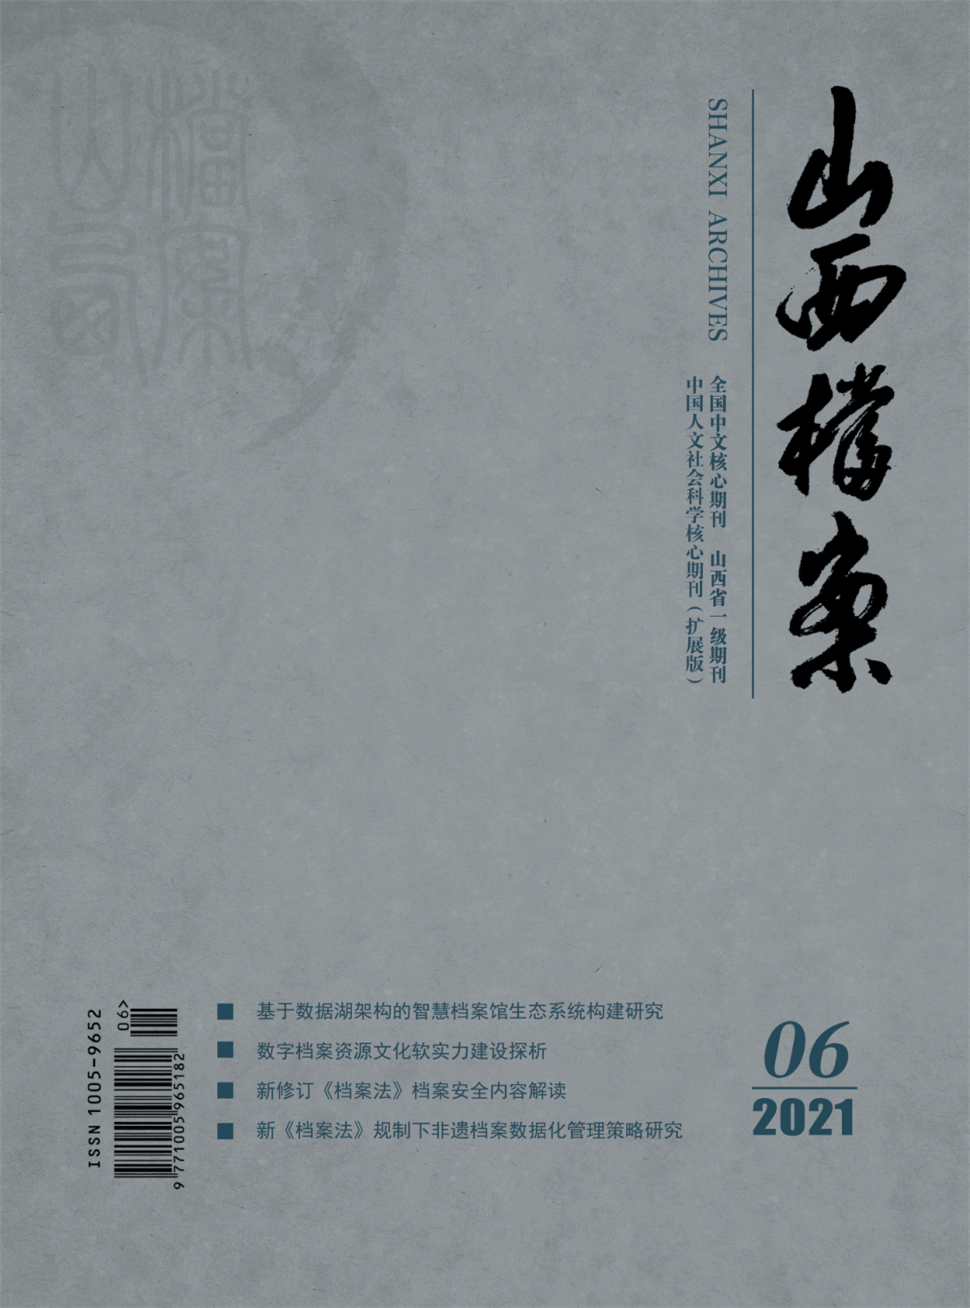 山西檔案
SHANXI ARCHIVES
全国中文核心期刊 山西省一级期刊
中国人文社会科学核心期刊（扩展版）
山西
檔案
■ 基于数据湖架构的智慧档案馆生态系统构建研究
■ 数字档案资源文化软实力建设探析
■ 新修订《档案法》档案安全内容解读
■ 新《档案法》规制下非遗档案数据化管理策略研究
06
2021
ISSN 1005-9652
06>
9 771005 965182